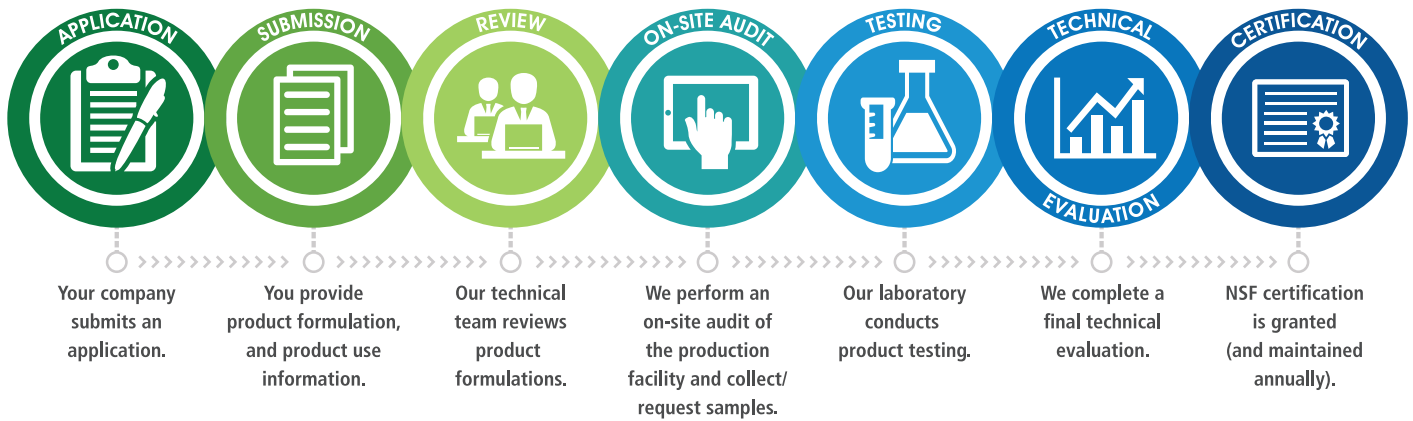 APPLICATION
SUBMISSION
REVIEW
ON-SITE AUDIT
TESTING
TECHNICAL
EVALUATION
CERTIFICATION
Your company
submits an
application.
You provide
product formulation,
and product use
information.
Our technical
team reviews
product
formulations.
We perform an
on-site audit of
the production
facility and collect/
request samples.
Our laboratory
conducts
product testing.
We complete a
final technical
evaluation.
NSF certification
is granted
(and maintained
annually).